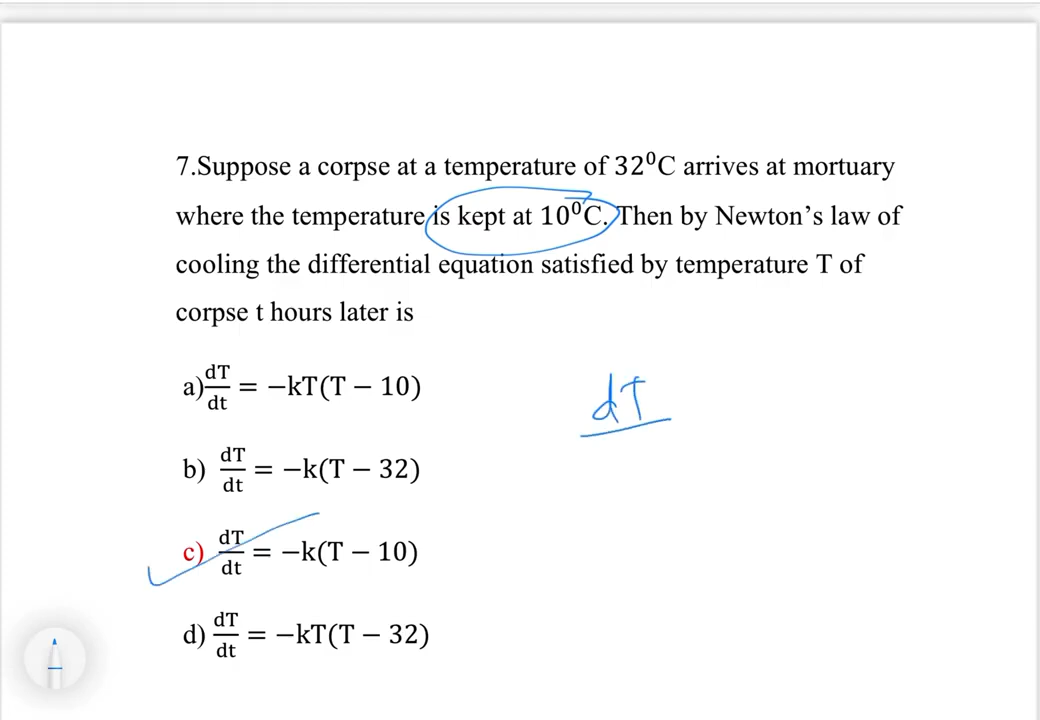 7.Suppose a corpse at a temperature of 32⁰C arrives at mortuary
where the temperature is kept at 10⁰C. Then by Newton’s law of
cooling the differential equation satisfied by temperature T of
corpse t hours later is
a) dT/dt = −kT(T − 10)
dT
b) dT/dt = −k(T − 32)
c) dT/dt = −k(T − 10)
d) dT/dt = −kT(T − 32)